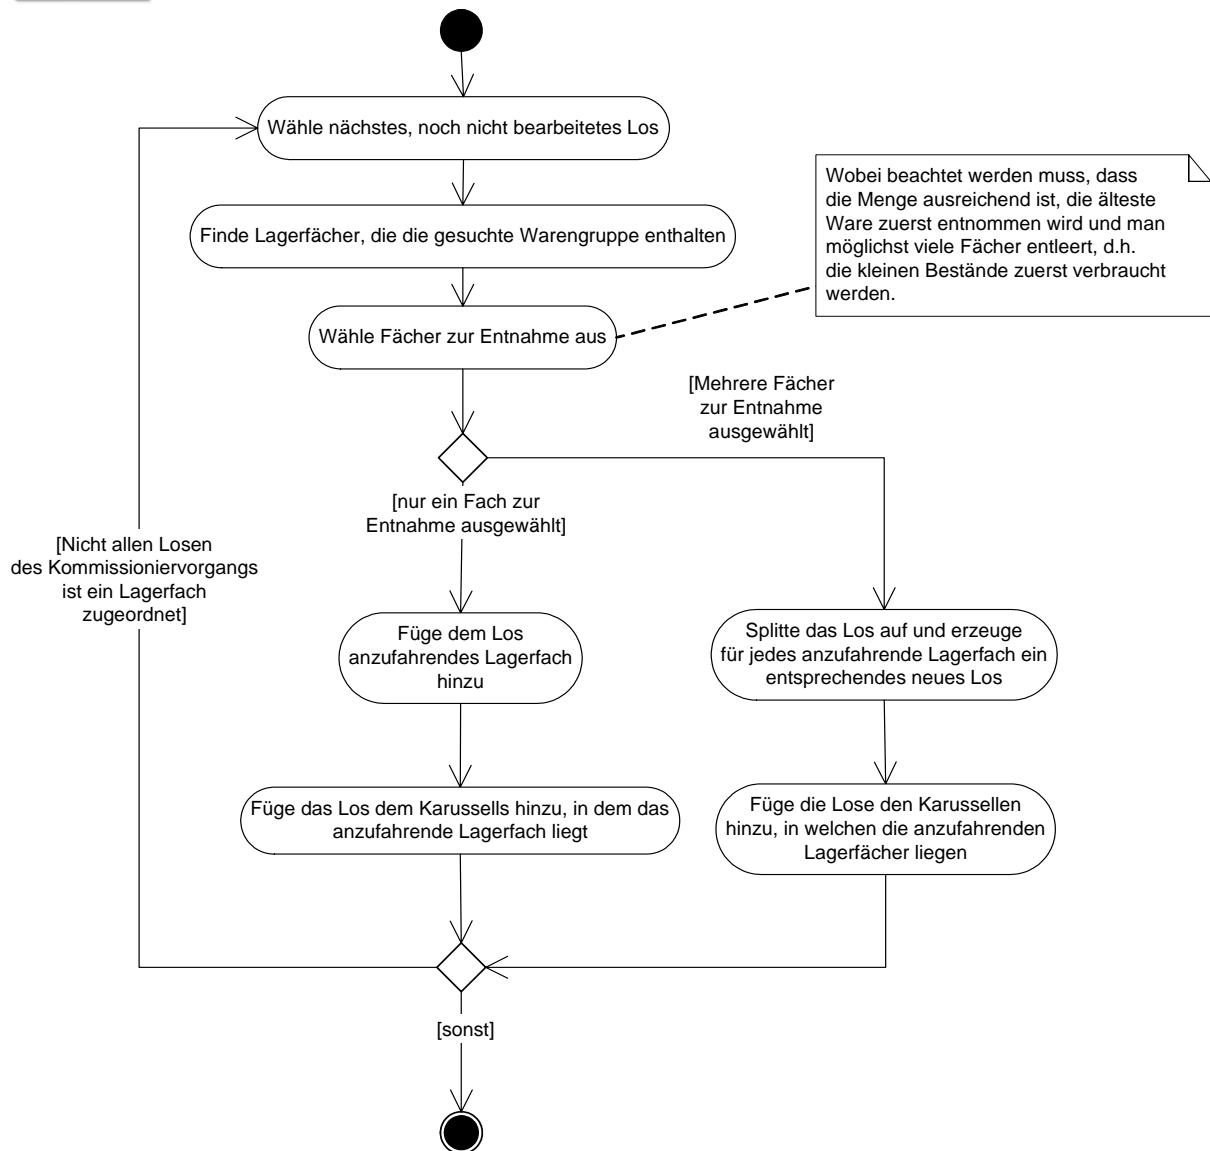 Wähle nächstes, noch nicht bearbeitetes Los
Wobei beachtet werden muss, dass
die Menge ausreichend ist, die älteste
Ware zuerst entnommen wird und man
möglichst viele Fächer entleert, d.h.
die kleinen Bestände zuerst verbraucht
werden.
Finde Lagerfächer, die die gesuchte Warengruppe enthalten
Wähle Fächer zur Entnahme aus
[Mehrere Fächer
zur Entnahme
ausgewählt]
[nur ein Fach zur
Entnahme ausgewählt]
[Nicht allen Losen
des Kommissioniervorgangs
ist ein Lagerfach
zugeordnet]
Füge dem Los
anzufahrendes Lagerfach
hinzu
Splitte das Los auf und erzeuge
für jedes anzufahrende Lagerfach ein
entsprechendes neues Los
Füge das Los dem Karussells hinzu, in dem das
anzufahrende Lagerfach liegt
Füge die Lose den Karussellen
hinzu, in welchen die anzufahrenden
Lagerfächer liegen
[sonst]